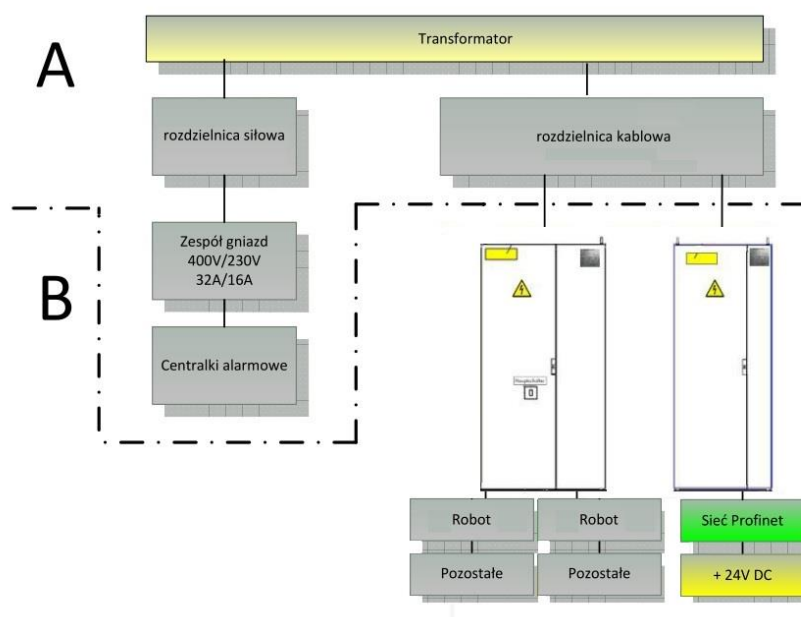 A
Transformator
rozdzielnica siłowa
rozdzielnica kablowa
B
Zespół gniazd
400V/230V
32A/16A
Centralki alarmowe
Robot
Robot
Sieć Profinet
Pozostałe
Pozostałe
+ 24V DC